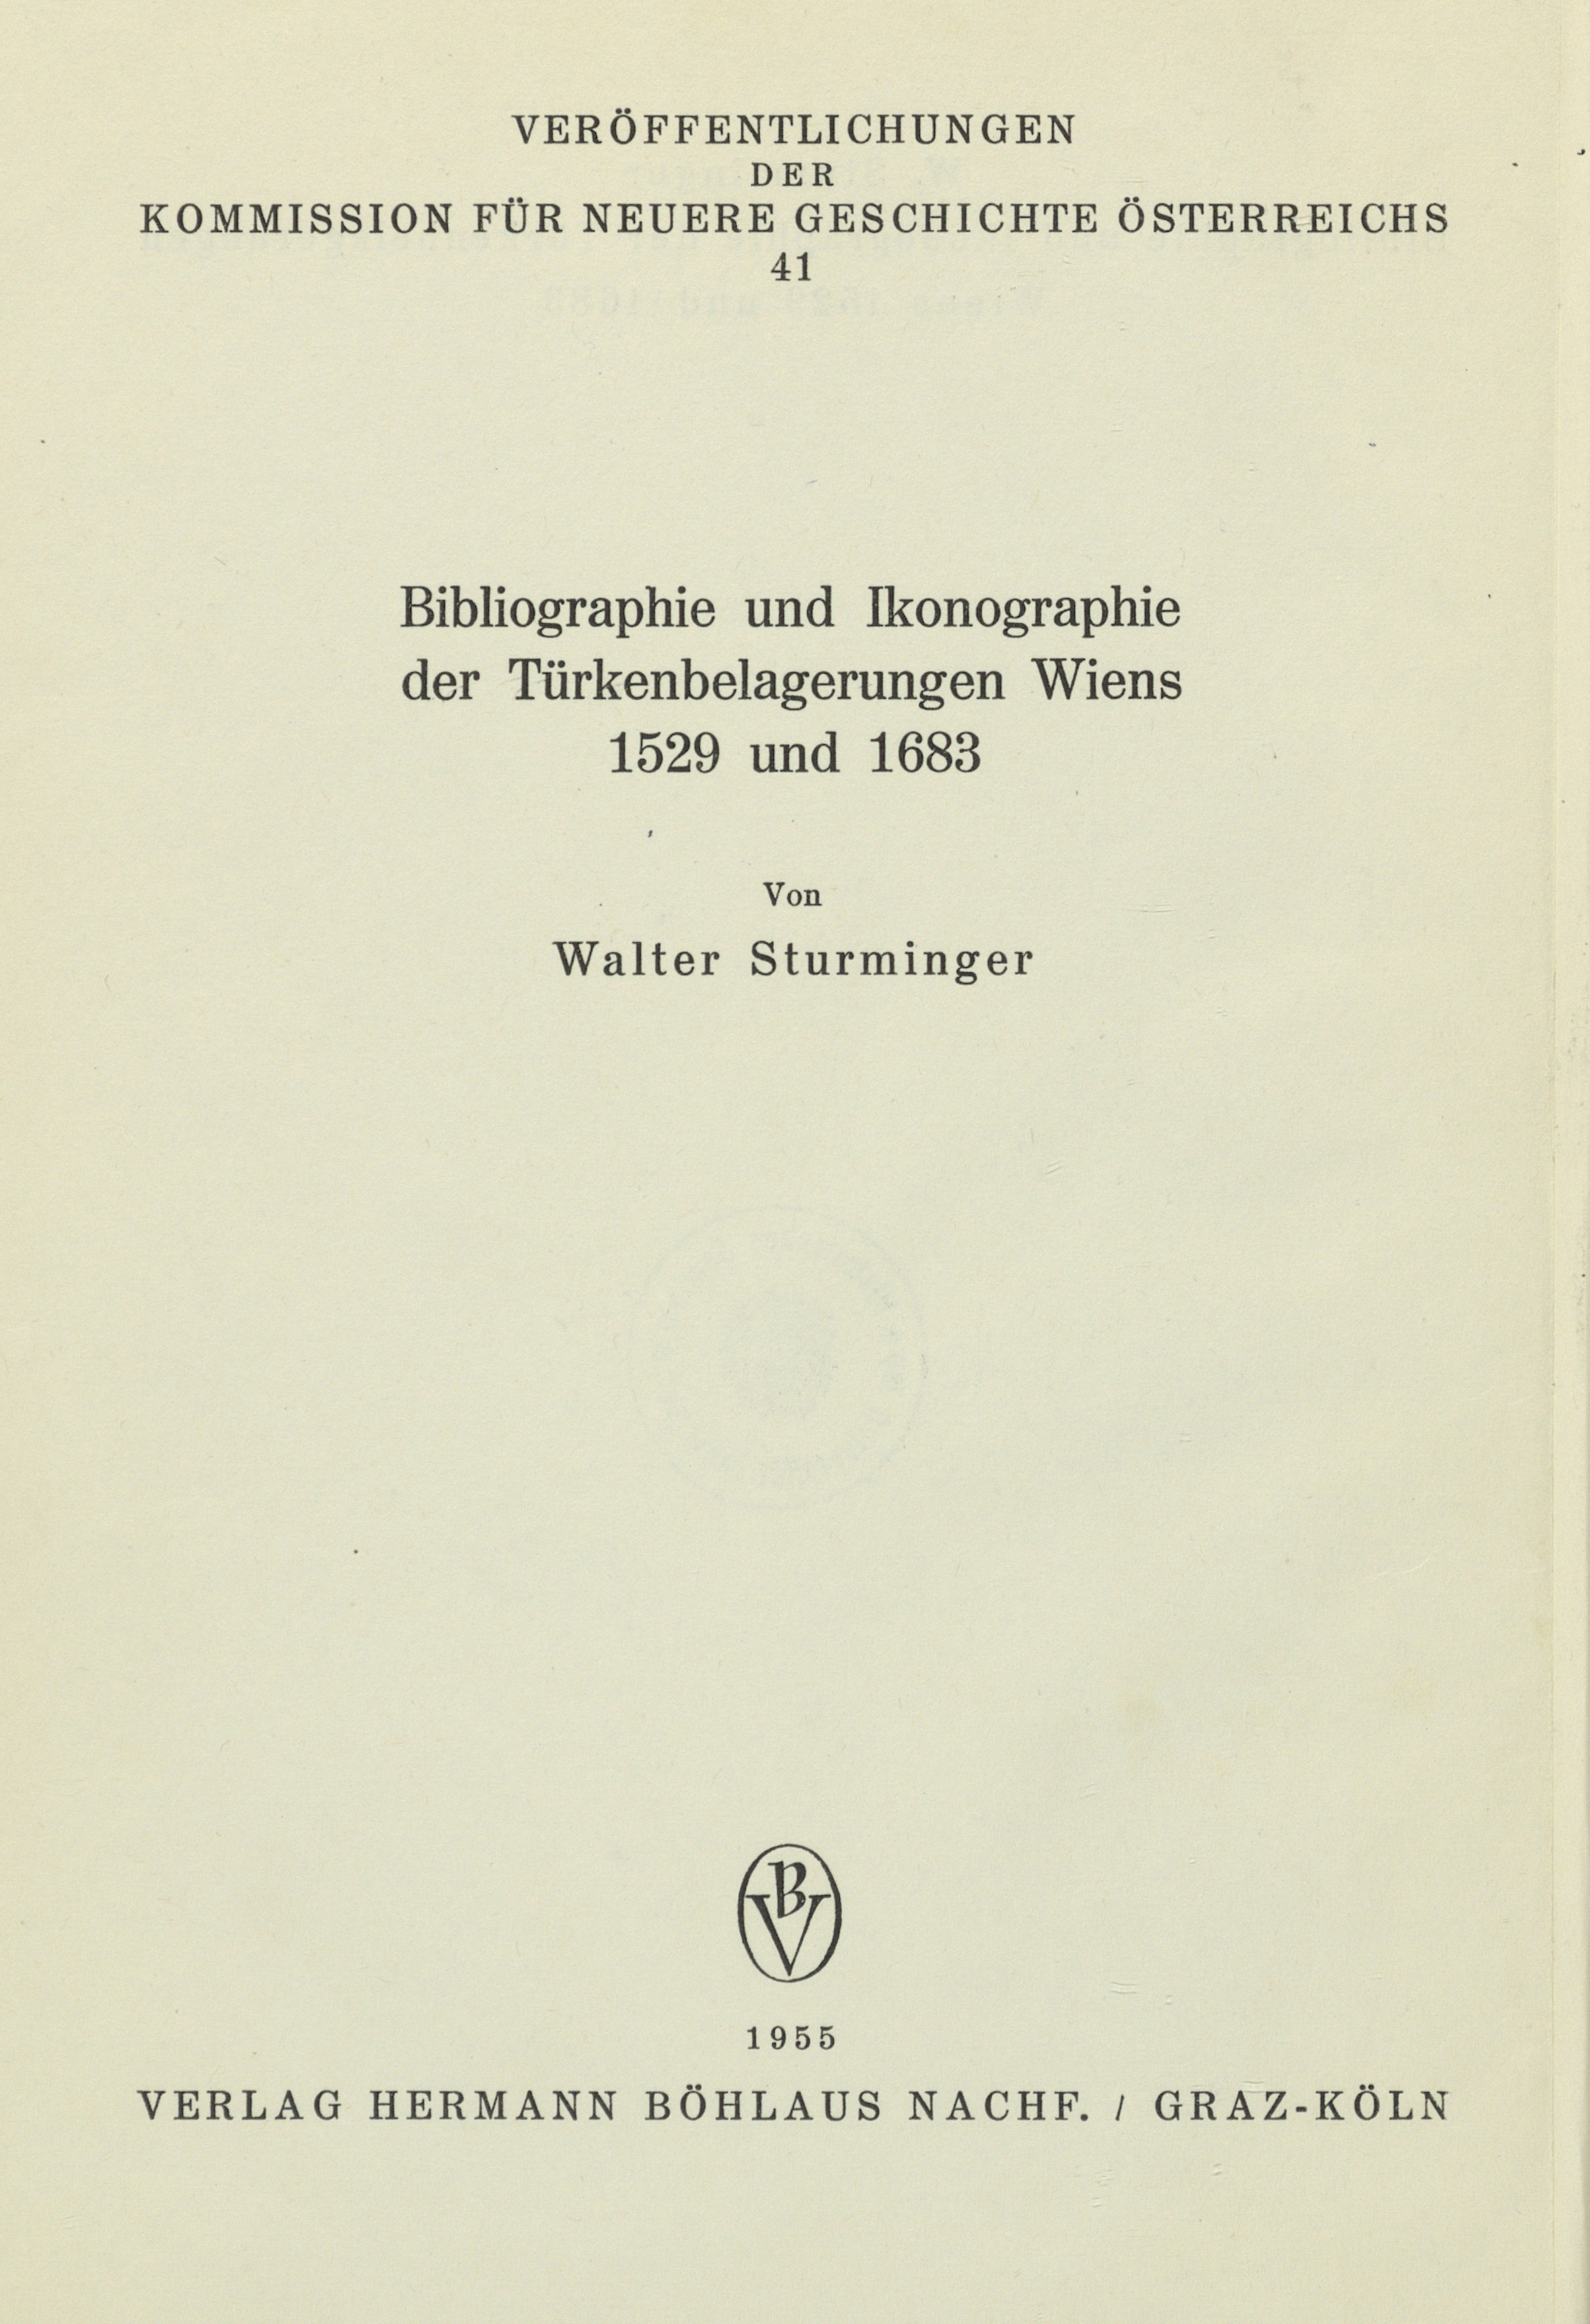 VERÖFFENTLICHUNGEN
DER
KOMMISSION FÜR NEUERE GESCHICHTE ÖSTERREICHS
41
Bibliographie und Ikonographie
der Türkenbelagerungen Wiens
1529 und 1683
Von
Walter Sturminger
BV
1955
VERLAG HERMANN BÖHLAUS NACHF. / GRAZ-KÖLN